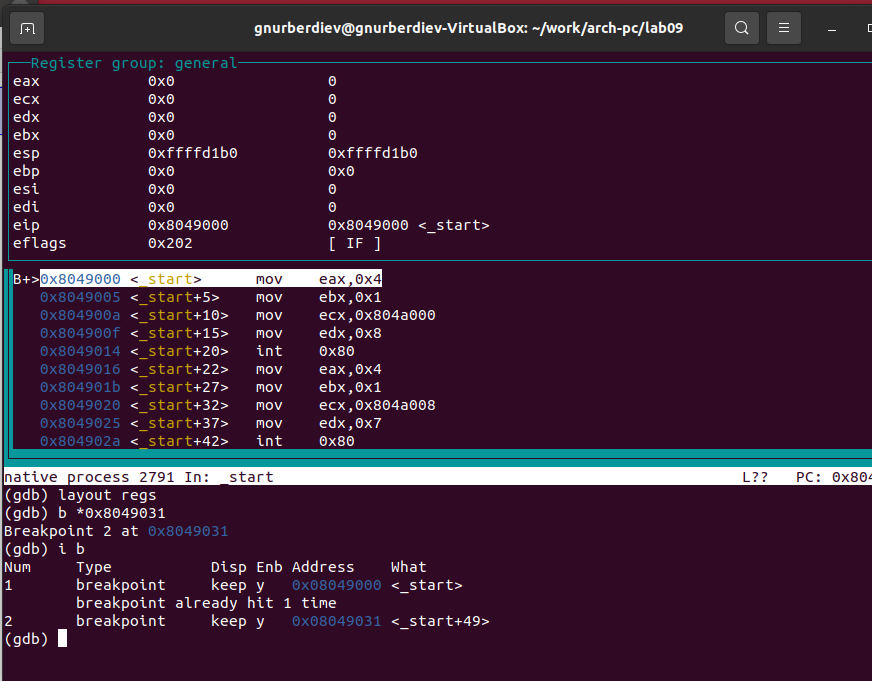 gnurberdiev@gnurberdiev-VirtualBox: ~/work/arch-pc/lab09
Register group: general
eax 0x0 0
ecx 0x0 0
edx 0x0 0
ebx 0x0 0
esp 0xffffd1b0 0xffffd1b0
ebp 0x0 0x0
esi 0x0 0
edi 0x0 0
eip 0x8049000 0x8049000 <_start>
eflags 0x202 [ IF ]
B+>0x8049000 <_start> mov eax,0x4
0x8049005 <_start+5> mov ebx,0x1
0x804900a <_start+10> mov ecx,0x804a000
0x804900f <_start+15> mov edx,0x8
0x8049014 <_start+20> int 0x80
0x8049016 <_start+22> mov eax,0x4
0x804901b <_start+27> mov ebx,0x1
0x8049020 <_start+32> mov ecx,0x804a008
0x8049025 <_start+37> mov edx,0x7
0x804902a <_start+42> int 0x80
native process 2791 In: _start L?? PC: 0x804
(gdb) layout regs
(gdb) b *0x8049031
Breakpoint 2 at 0x8049031
(gdb) i b
Num Type Disp Enb Address What
1 breakpoint keep y 0x08049000 <_start>
breakpoint already hit 1 time
2 breakpoint keep y 0x08049031 <_start+49>
(gdb)